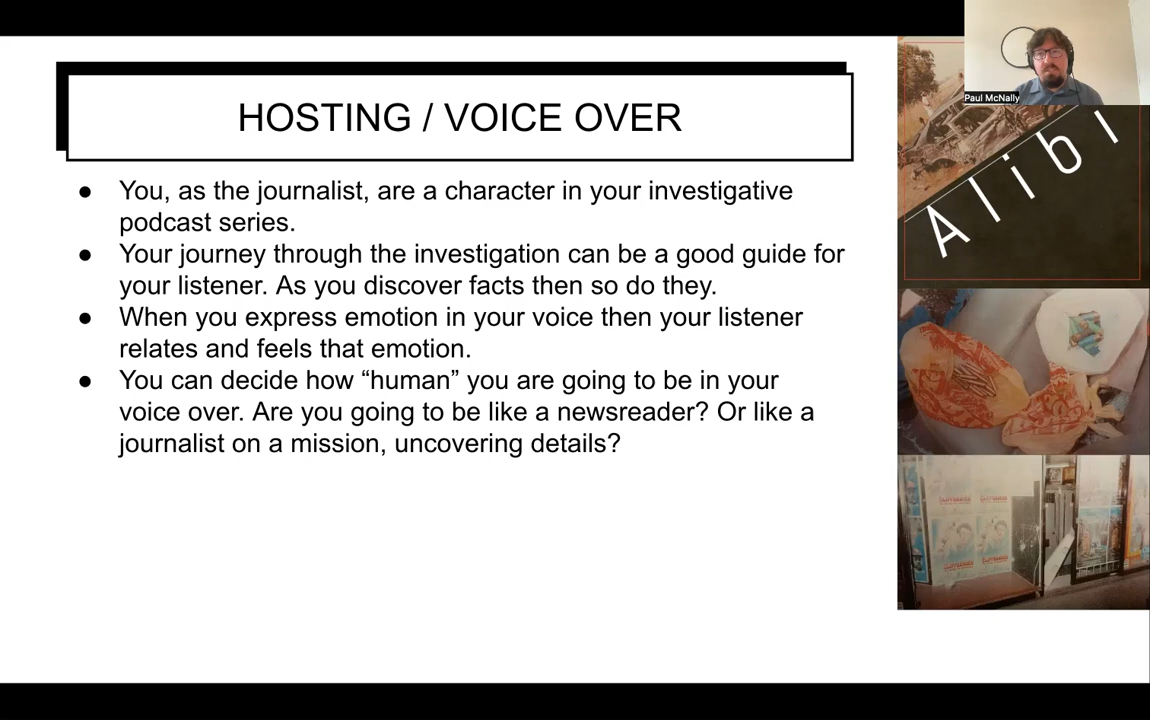 Paul McNally
HOSTING / VOICE OVER
Alibi
● You, as the journalist, are a character in your investigative
podcast series.
● Your journey through the investigation can be a good guide for
your listener. As you discover facts then so do they.
● When you express emotion in your voice then your listener
relates and feels that emotion.
● You can decide how “human” you are going to be in your
voice over. Are you going to be like a newsreader? Or like a
journalist on a mission, uncovering details?